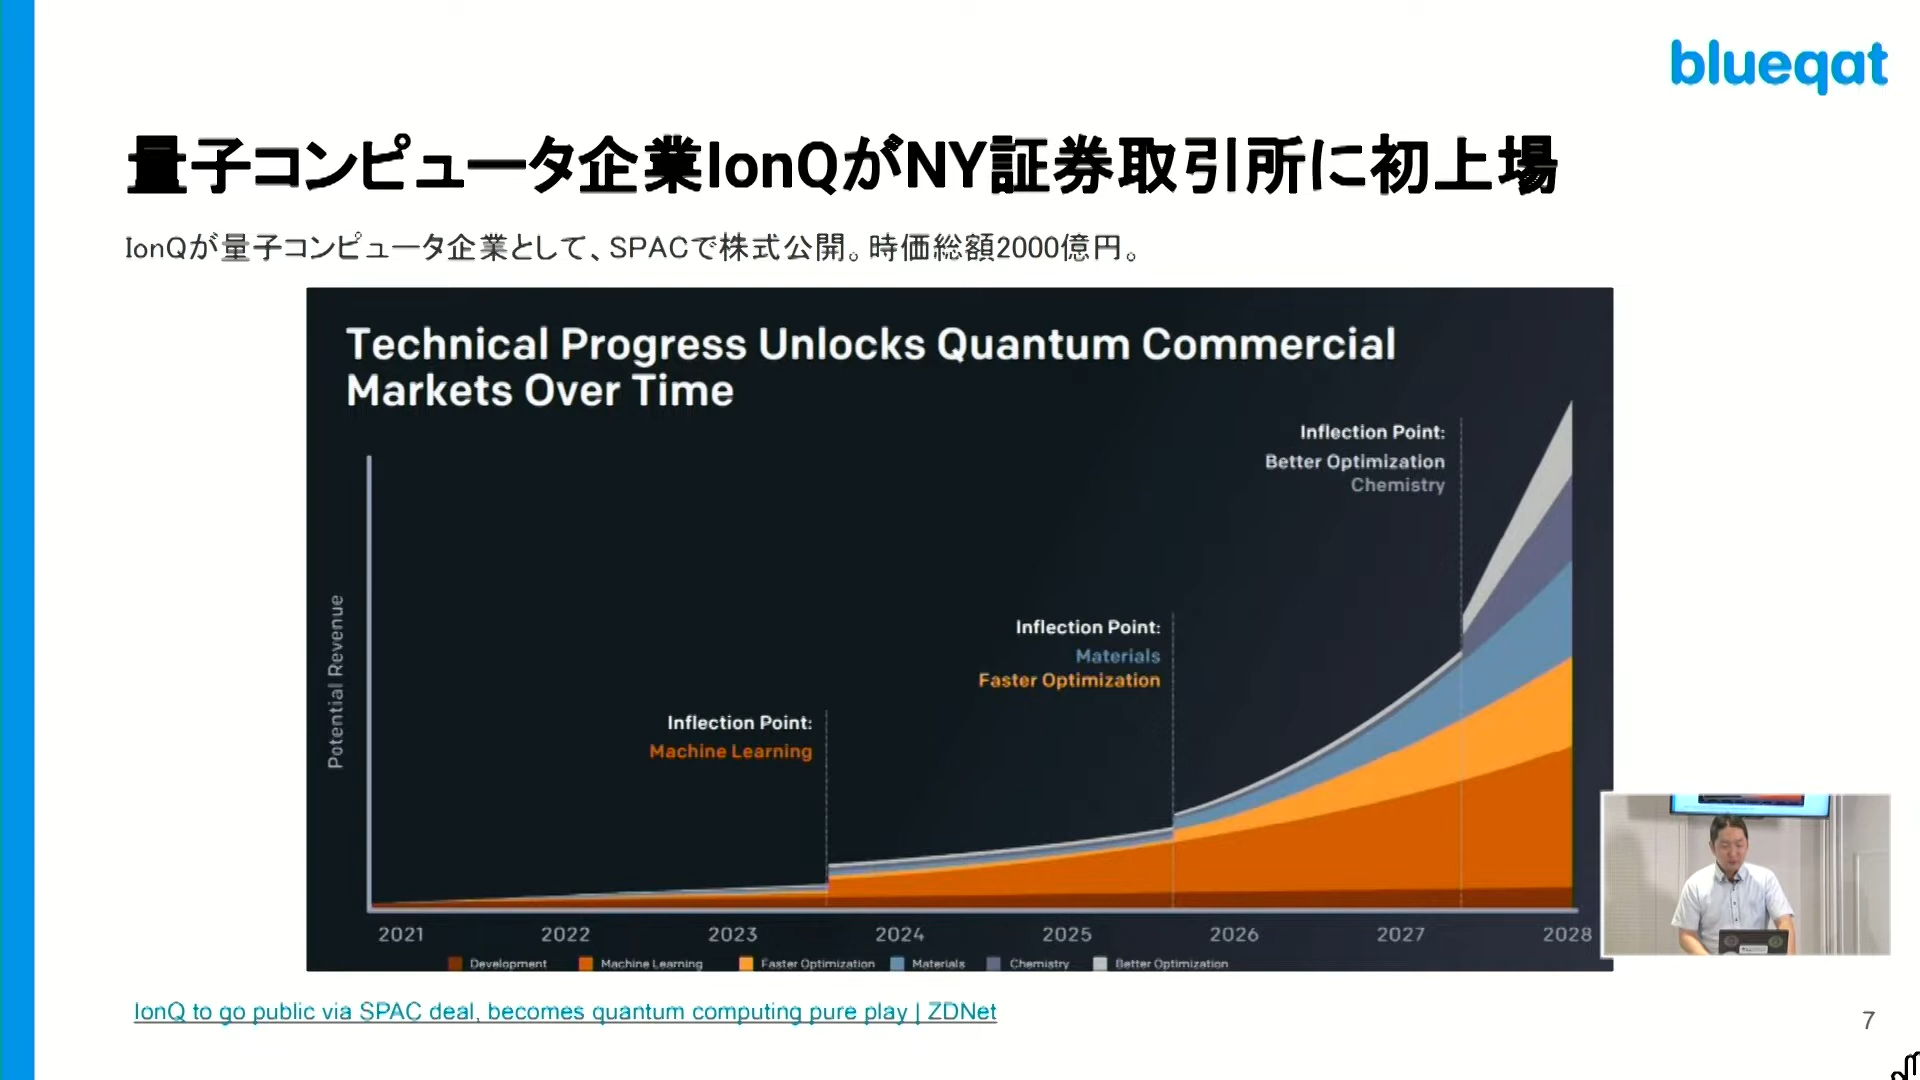 blueqat
量子コンピュータ企業IonQがNY証券取引所に初上場
IonQが量子コンピュータ企業として、SPACで株式公開。時価総額2000億円。
Technical Progress Unlocks Quantum Commercial
Markets Over Time
Inflection Point:
Better Optimization
Chemistry
Inflection Point:
Materials
Faster Optimization
Inflection Point:
Machine Learning
Potential Revenue
2021 2022 2023 2024 2025 2026 2027 2028
Development Machine Learning Faster Optimization Materials Chemistry Better Optimization
IonQ to go public via SPAC deal, becomes quantum computing pure play | ZDNet
7